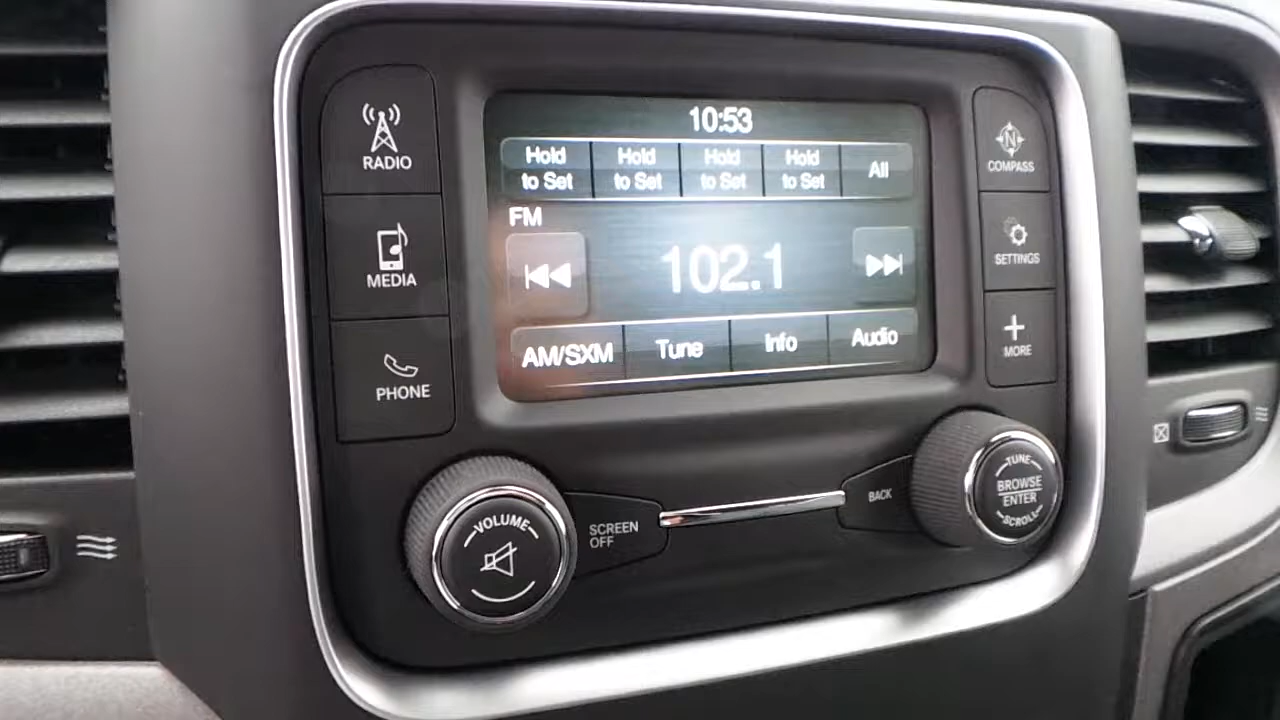 10:53
RADIO
Hold to Set
Hold to Set
Hold to Set
Hold to Set
All
N
COMPASS
FM
MEDIA
102.1
SETTINGS
AM/SXM
Tune
Info
Audio
MORE
PHONE
VOLUME
SCREEN
OFF
BACK
TUNE
BROWSE
ENTER
SCROLL